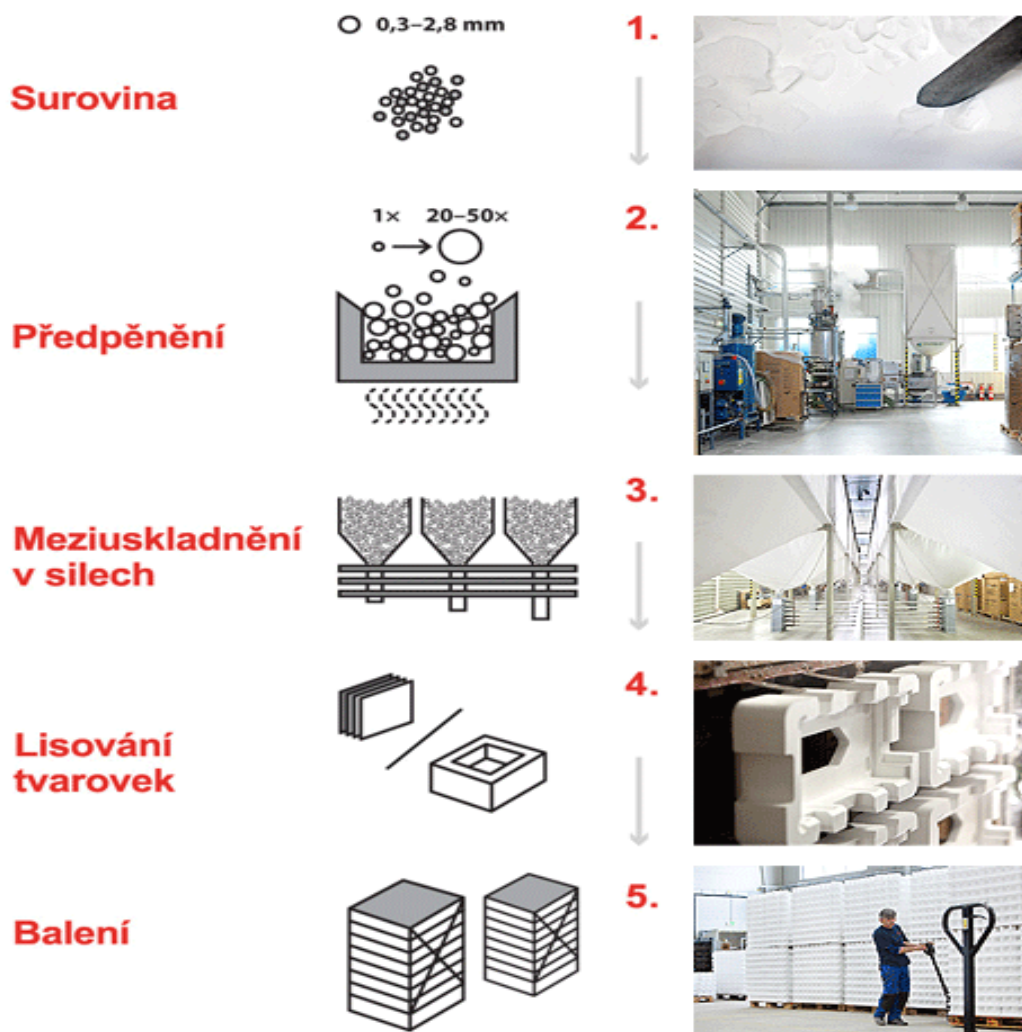 0,3–2,8 mm
1.
Surovina
1× 20–50×
2.
Předpěnění
3.
Meziuskladnění
v silech
4.
Lisování
tvarovek
5.
Balení